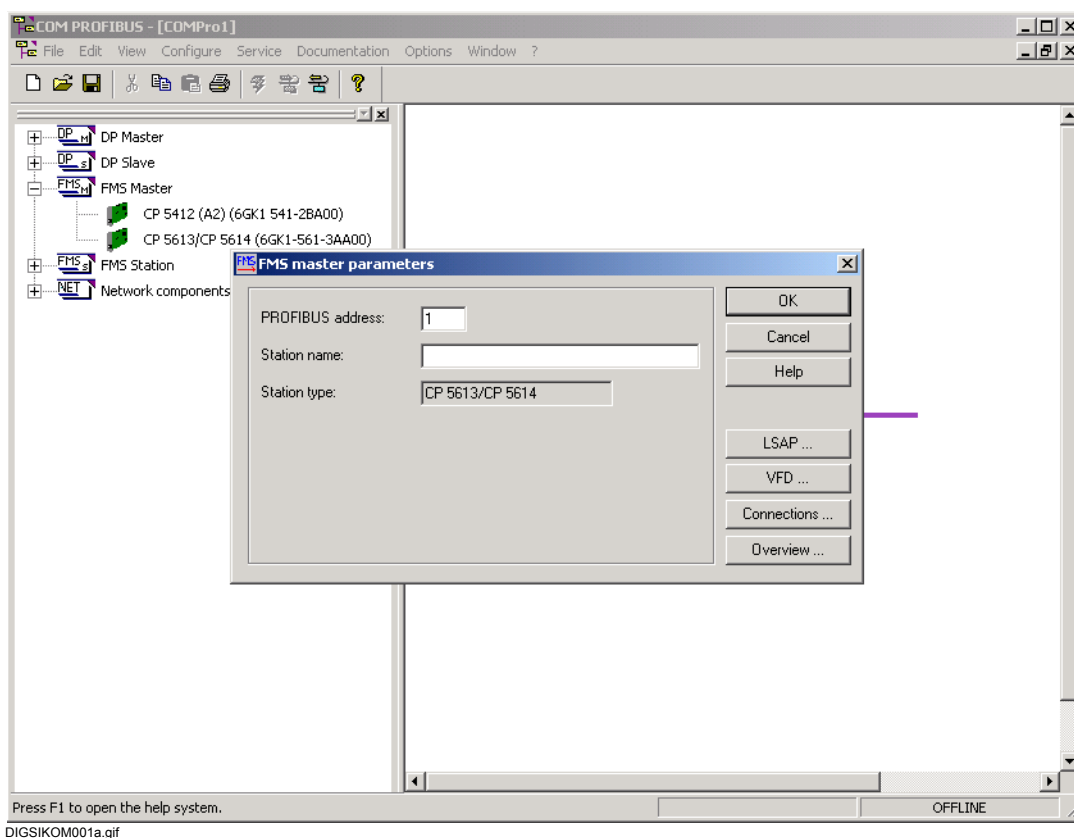 COM PROFIBUS - [COMPro1]
File Edit View Configure Service Documentation Options Window ?
DP M DP Master
DP s DP Slave
FMS M FMS Master
CP 5412 (A2) (6GK1 541-2BA00)
CP 5613/CP 5614 (6GK1-561-3AA00)
FMS s FMS Station
NET Network components
FMS FMS master parameters
PROFIBUS address: 1
Station name:
Station type: CP 5613/CP 5614
OK
Cancel
Help
LSAP ...
VFD ...
Connections ...
Overview ...
Press F1 to open the help system.
OFFLINE
DIGSIKOM001a.gif